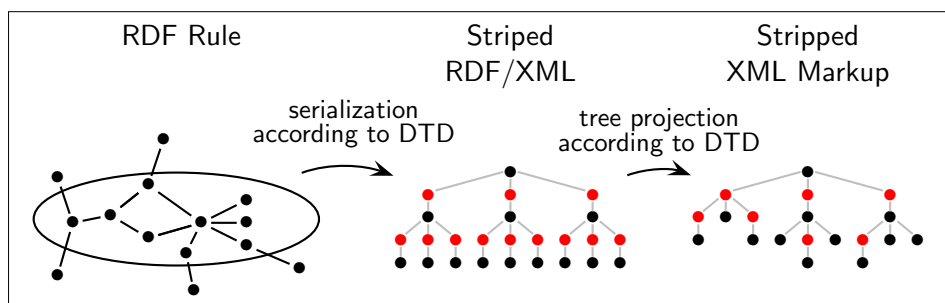 RDF Rule
Striped
RDF/XML
Stripped
XML Markup
serialization
according to DTD
tree projection
according to DTD